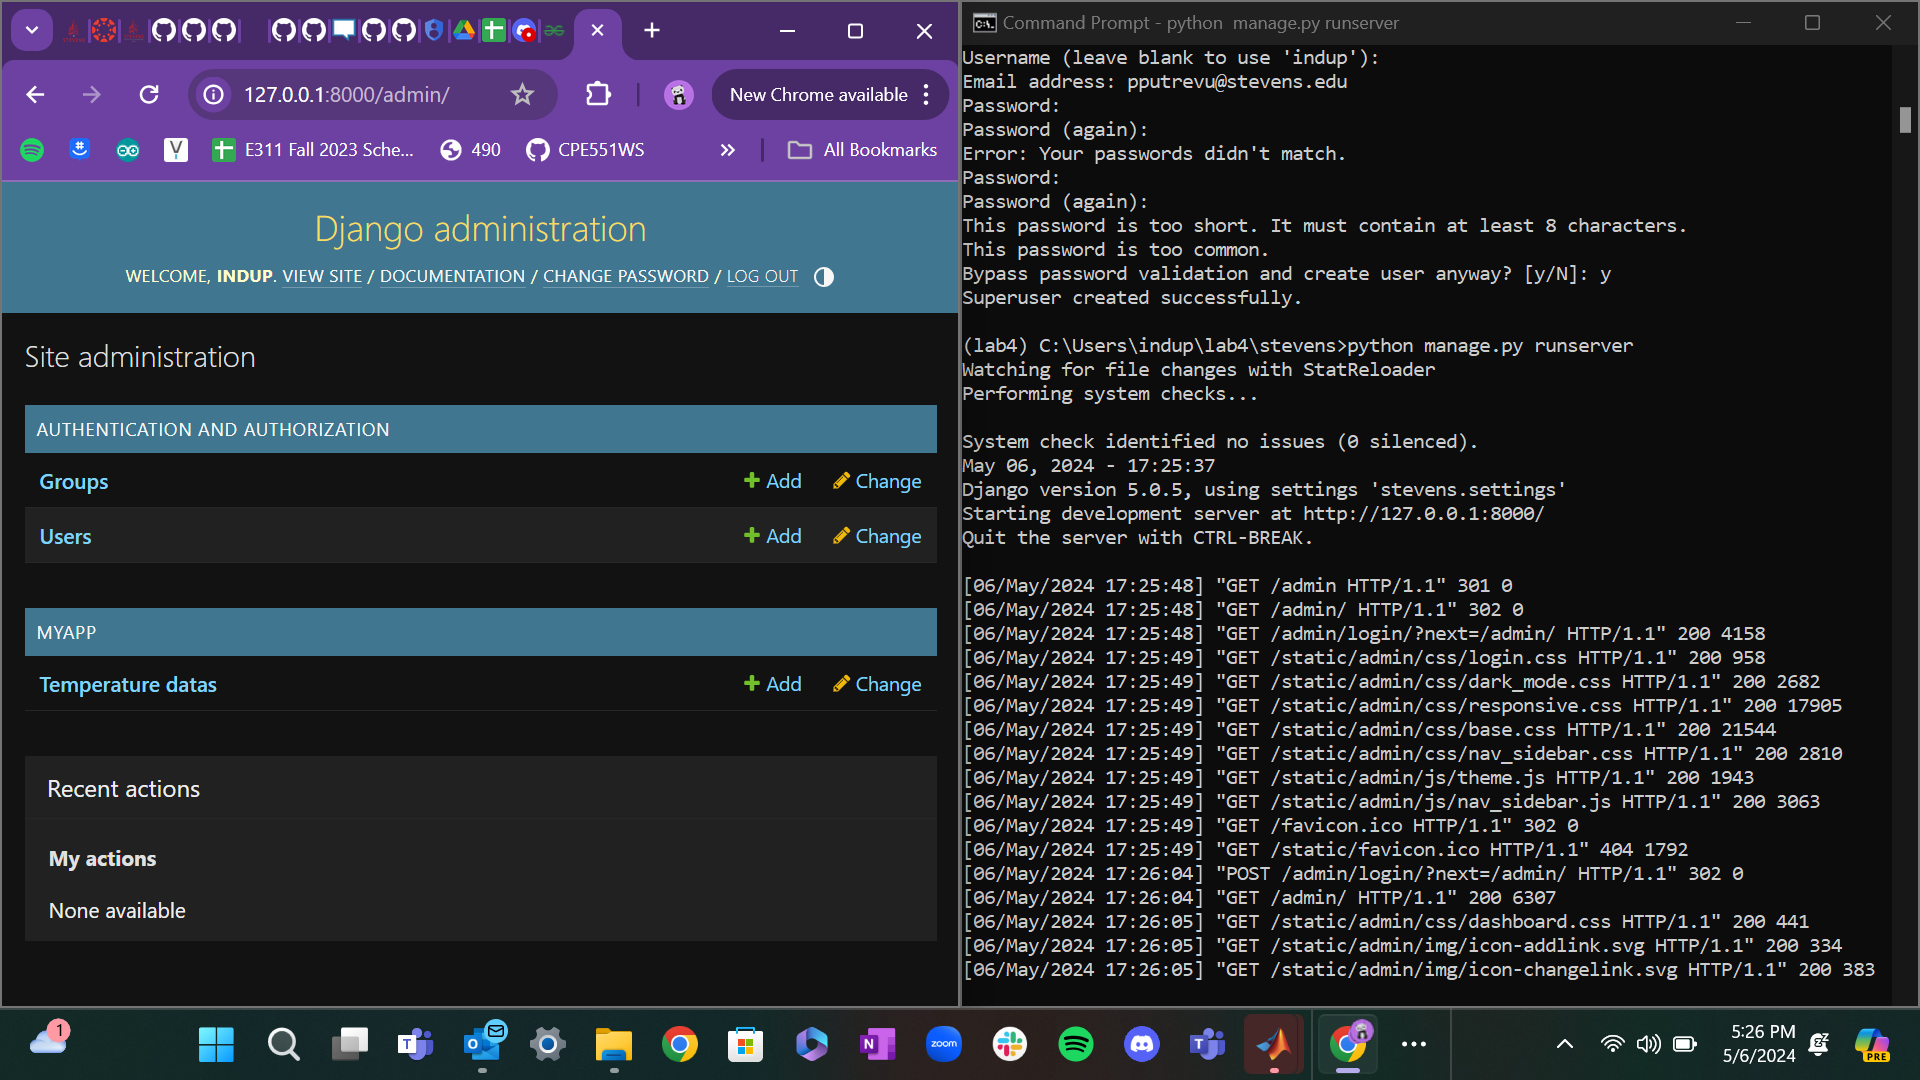 127.0.0.1:8000/admin/
New Chrome available
E311 Fall 2023 Sche...
490
CPE551WS
All Bookmarks
Django administration
WELCOME, INDUP. VIEW SITE / DOCUMENTATION / CHANGE PASSWORD / LOG OUT
Site administration
AUTHENTICATION AND AUTHORIZATION
Groups Add Change
Users Add Change
MYAPP
Temperature datas Add Change
Recent actions
My actions
None available
Command Prompt - python manage.py runserver
Username (leave blank to use 'indup'):
Email address: pputrevu@stevens.edu
Password:
Password (again):
Error: Your passwords didn't match.
Password:
Password (again):
This password is too short. It must contain at least 8 characters.
This password is too common.
Bypass password validation and create user anyway? [y/N]: y
Superuser created successfully.
(lab4) C:\Users\indup\lab4\stevens>python manage.py runserver
Watching for file changes with StatReloader
Performing system checks...
System check identified no issues (0 silenced).
May 06, 2024 - 17:25:37
Django version 5.0.5, using settings 'stevens.settings'
Starting development server at http://127.0.0.1:8000/
Quit the server with CTRL-BREAK.
[06/May/2024 17:25:48] "GET /admin HTTP/1.1" 301 0
[06/May/2024 17:25:48] "GET /admin/ HTTP/1.1" 302 0
[06/May/2024 17:25:48] "GET /admin/login/?next=/admin/ HTTP/1.1" 200 4158
[06/May/2024 17:25:49] "GET /static/admin/css/login.css HTTP/1.1" 200 958
[06/May/2024 17:25:49] "GET /static/admin/css/dark_mode.css HTTP/1.1" 200 2682
[06/May/2024 17:25:49] "GET /static/admin/css/responsive.css HTTP/1.1" 200 17905
[06/May/2024 17:25:49] "GET /static/admin/css/base.css HTTP/1.1" 200 21544
[06/May/2024 17:25:49] "GET /static/admin/css/nav_sidebar.css HTTP/1.1" 200 2810
[06/May/2024 17:25:49] "GET /static/admin/js/theme.js HTTP/1.1" 200 1943
[06/May/2024 17:25:49] "GET /static/admin/js/nav_sidebar.js HTTP/1.1" 200 3063
[06/May/2024 17:25:49] "GET /favicon.ico HTTP/1.1" 302 0
[06/May/2024 17:25:49] "GET /static/favicon.ico HTTP/1.1" 404 1792
[06/May/2024 17:26:04] "POST /admin/login/?next=/admin/ HTTP/1.1" 302 0
[06/May/2024 17:26:04] "GET /admin/ HTTP/1.1" 200 6307
[06/May/2024 17:26:05] "GET /static/admin/css/dashboard.css HTTP/1.1" 200 441
[06/May/2024 17:26:05] "GET /static/admin/img/icon-addlink.svg HTTP/1.1" 200 334
[06/May/2024 17:26:05] "GET /static/admin/img/icon-changelink.svg HTTP/1.1" 200 383
1
zoom
5:26 PM
5/6/2024
PRE